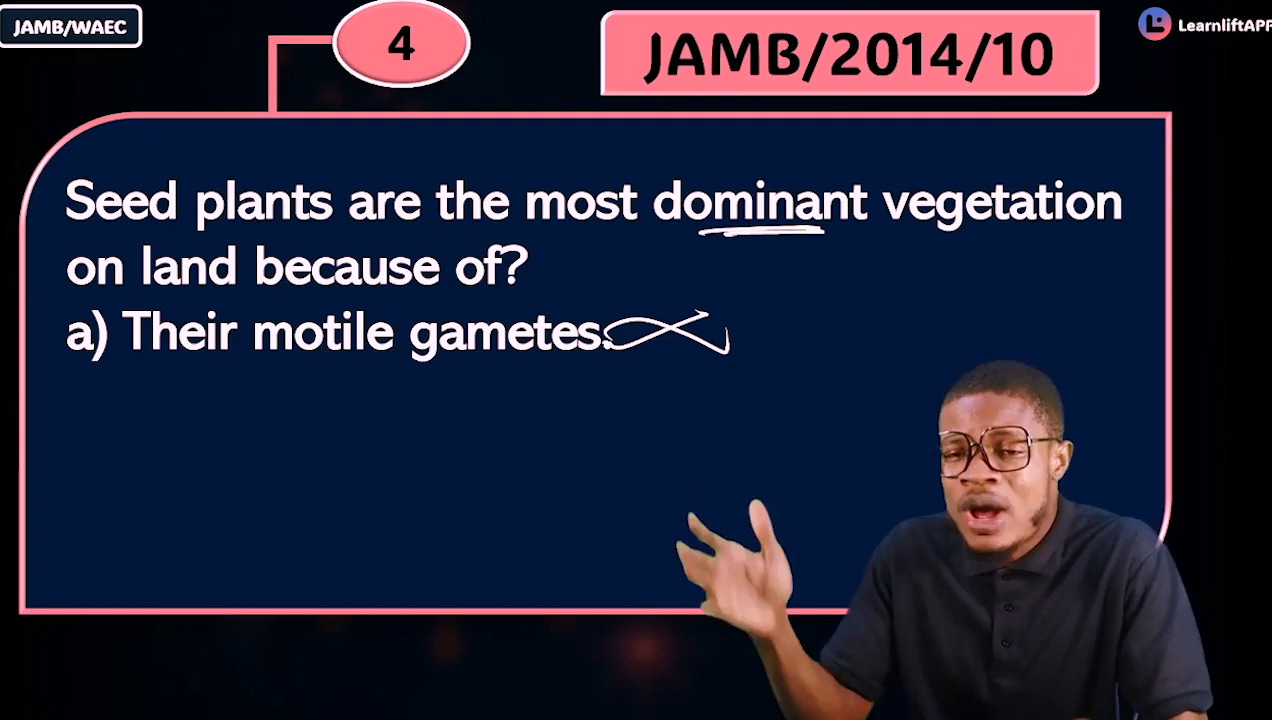 JAMB/WAEC
4
JAMB/2014/10
LearnliftAPP
Seed plants are the most dominant vegetation
on land because of?
a) Their motile gametes.